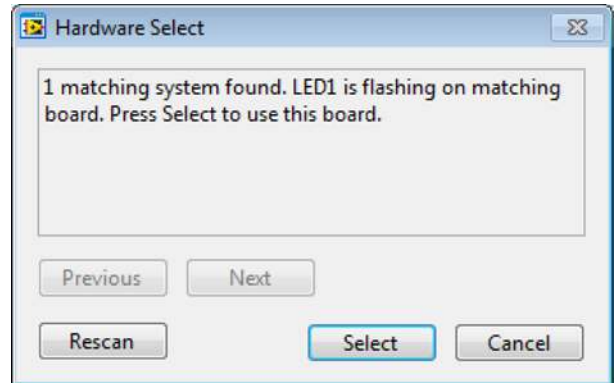 Hardware Select
1 matching system found. LED1 is flashing on matching
board. Press Select to use this board.
Previous Next
Rescan Select Cancel